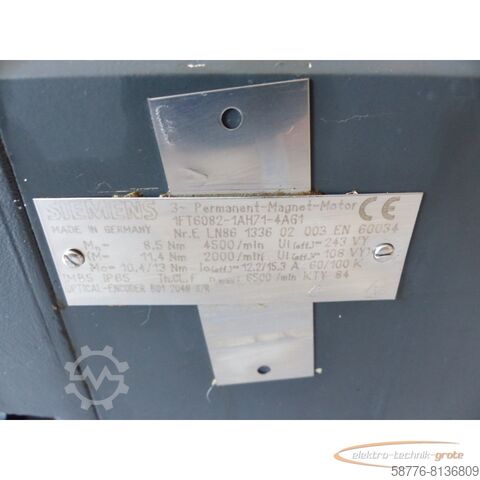 SIEMENS 3~ Permanent-Magnet-Motor CE
1FT6082-1AH71-4AG1
MADE IN GERMANY Nr.E LN86 1336 02 003 EN 60034
Mn= 8,5 Nm 4500/min UI(eff.)= 243 VY
(M= 11,4 Nm 2000/min UI(eff.)= 108 VY)
Mo= 10,4/13 Nm Io(eff.)= 12,2/15,3 A 60/100 K
IMB5 IP65 Th.Cl.F nmax: 6500 /min KTY 84
OPTICAL-ENCODER 2048 S/R
MACHINESEEKER
elektro-technik-grote
58776-8136809